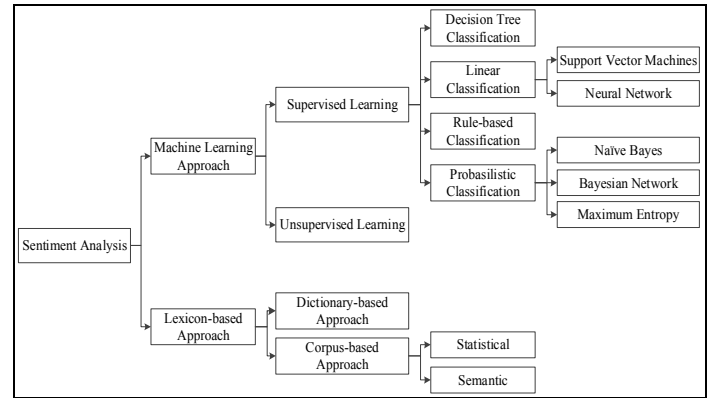 Decision Tree
Classification
Linear
Classification
Support Vector Machines
Neural Network
Supervised Learning
Rule-based
Classification
Machine Learning
Approach
Naïve Bayes
Probasilistic
Classification
Bayesian Network
Maximum Entropy
Unsupervised Learning
Sentiment Analysis
Dictionary-based
Approach
Lexicon-based
Approach
Corpus-based
Approach
Statistical
Semantic